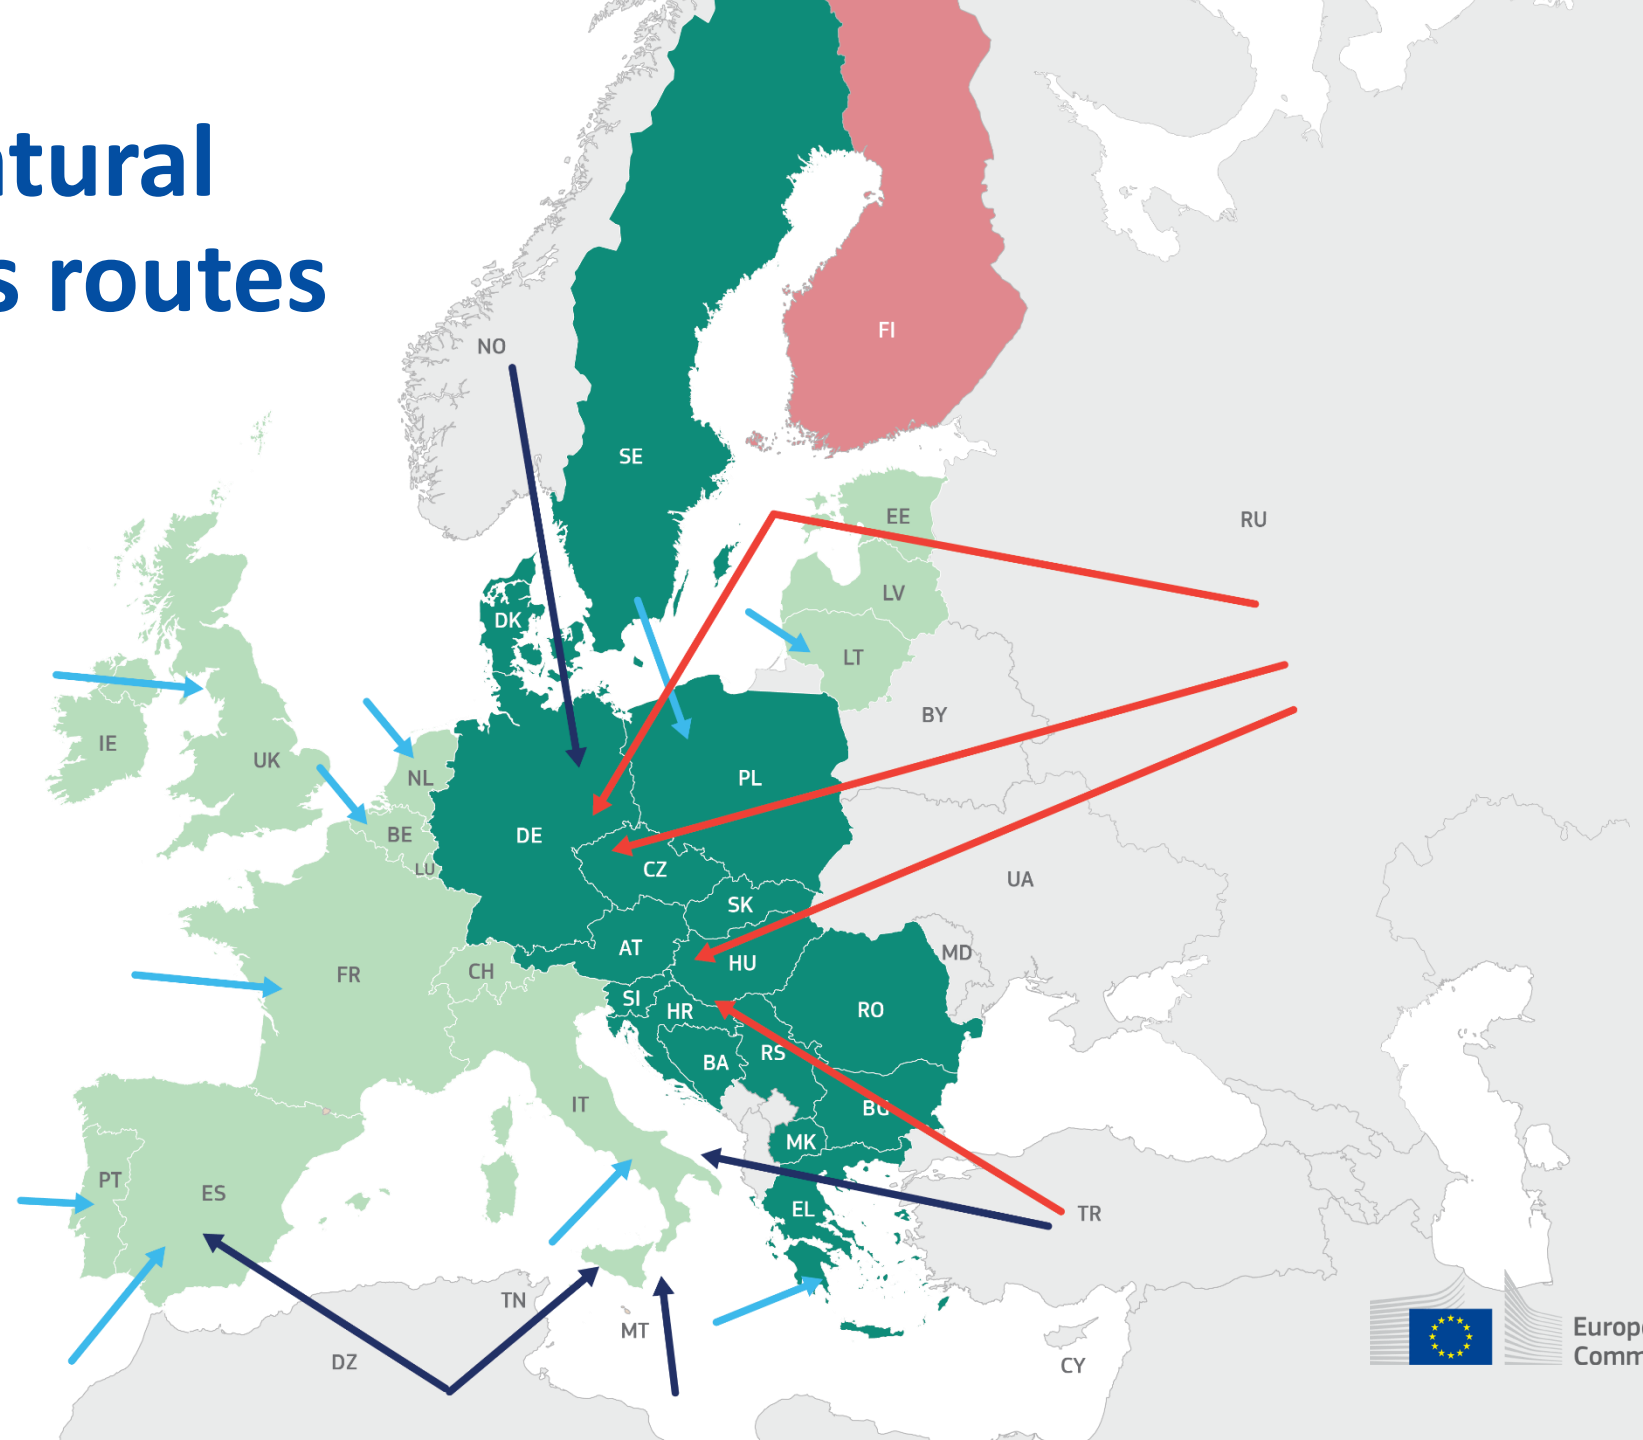 atural
s routes
NO
FI
SE
EE
RU
LV
DK
LT
BY
IE
UK
NL
PL
BE
DE
LU
CZ
UA
SK
AT
MD
HU
CH
FR
SI
HR
RO
RS
BA
IT
BG
MK
PT
ES
EL
TR
TN
MT
DZ
CY
Europe
Comm